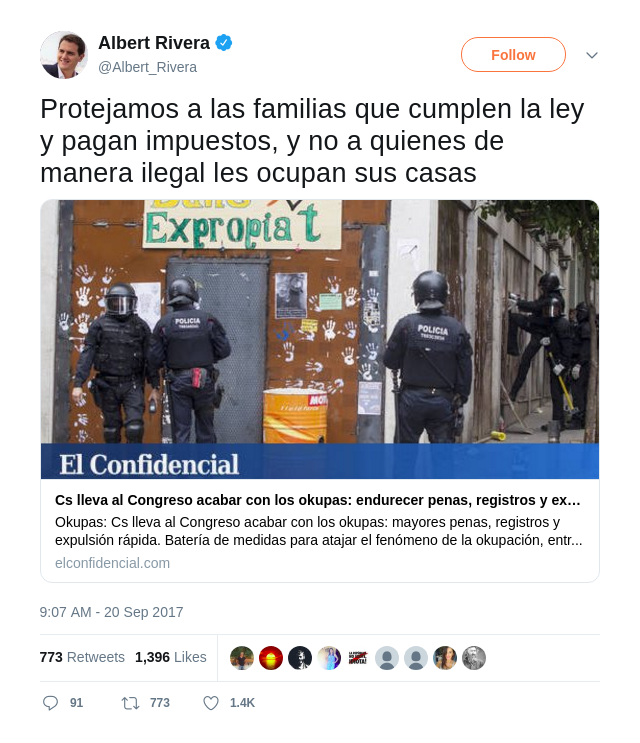 Albert Rivera
@Albert_Rivera
Follow
Protejamos a las familias que cumplen la ley
y pagan impuestos, y no a quienes de
manera ilegal les ocupan sus casas
Expropiat
POLICIA
POLICIA
El Confidencial
Cs lleva al Congreso acabar con los okupas: endurecer penas, registros y ex…
Okupas: Cs lleva al Congreso acabar con los okupas: mayores penas, registros y
expulsión rápida. Batería de medidas para atajar el fenómeno de la okupación, entr...
elconfidencial.com
9:07 AM - 20 Sep 2017
773 Retweets 1,396 Likes
91 773 1.4K